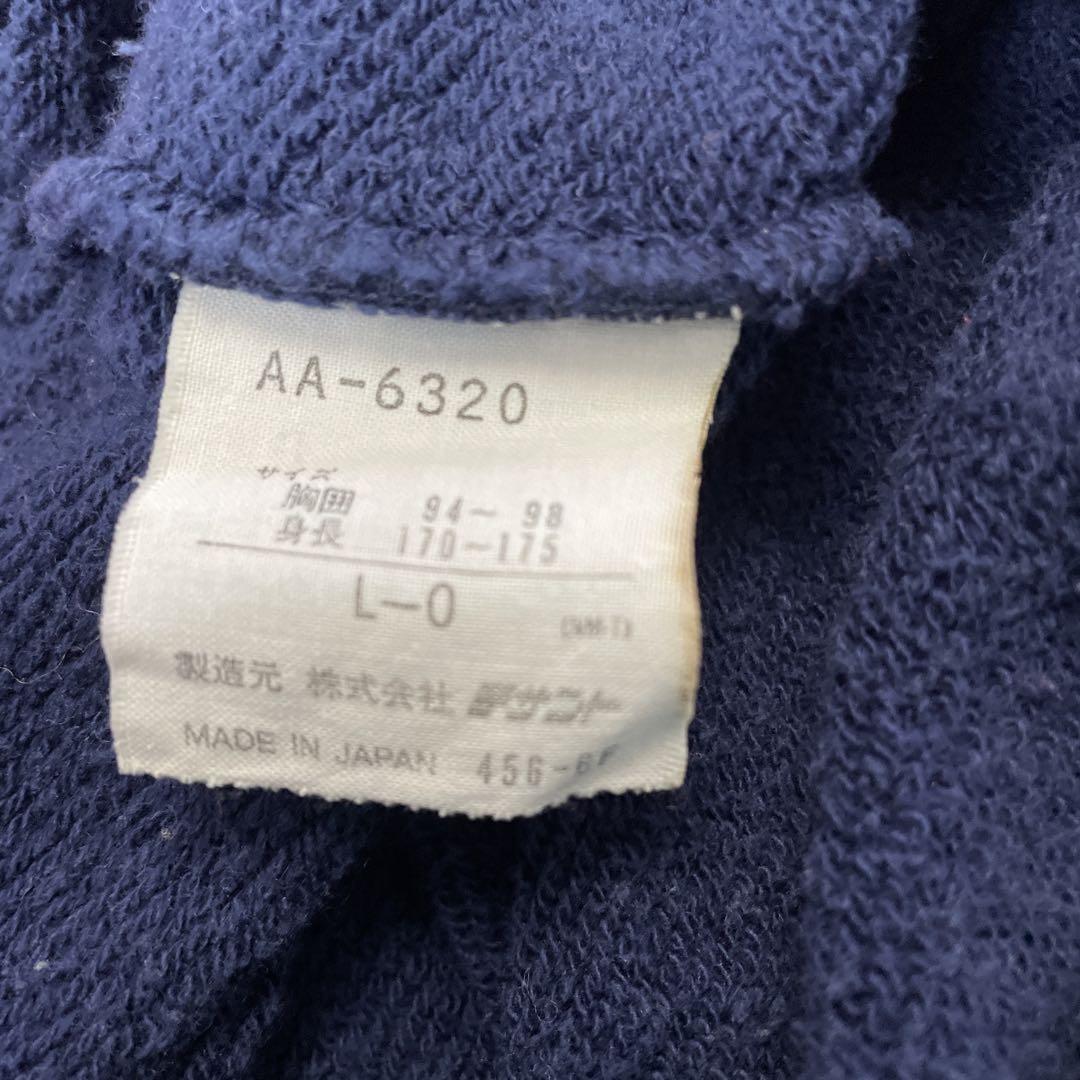 AA-6320
サイズ
胸囲 94〜98
身長 170〜175
L-O
製造元 株式会社デサント
MADE IN JAPAN 456-